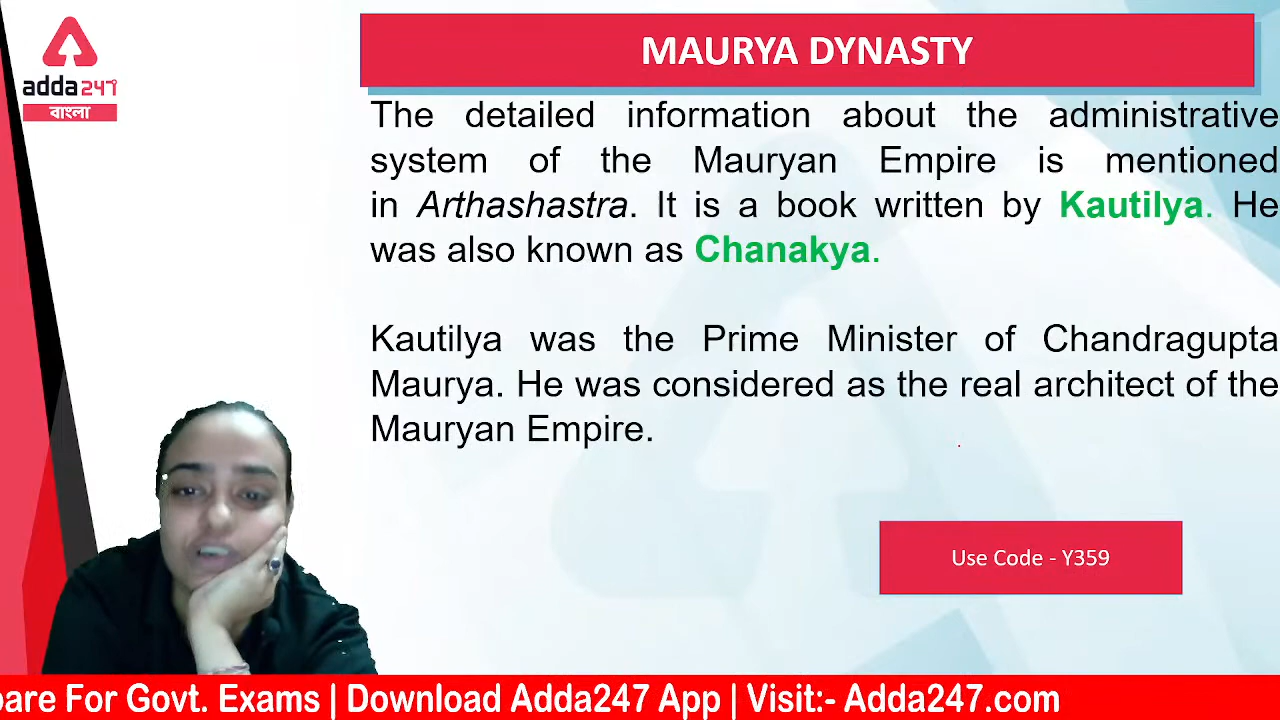 adda247
বাংলা
MAURYA DYNASTY
The detailed information about the administrative
system of the Mauryan Empire is mentioned
in Arthashastra. It is a book written by Kautilya. He
was also known as Chanakya.
Kautilya was the Prime Minister of Chandragupta
Maurya. He was considered as the real architect of the
Mauryan Empire.
Use Code - Y359
pare For Govt. Exams | Download Adda247 App | Visit:- Adda247.com